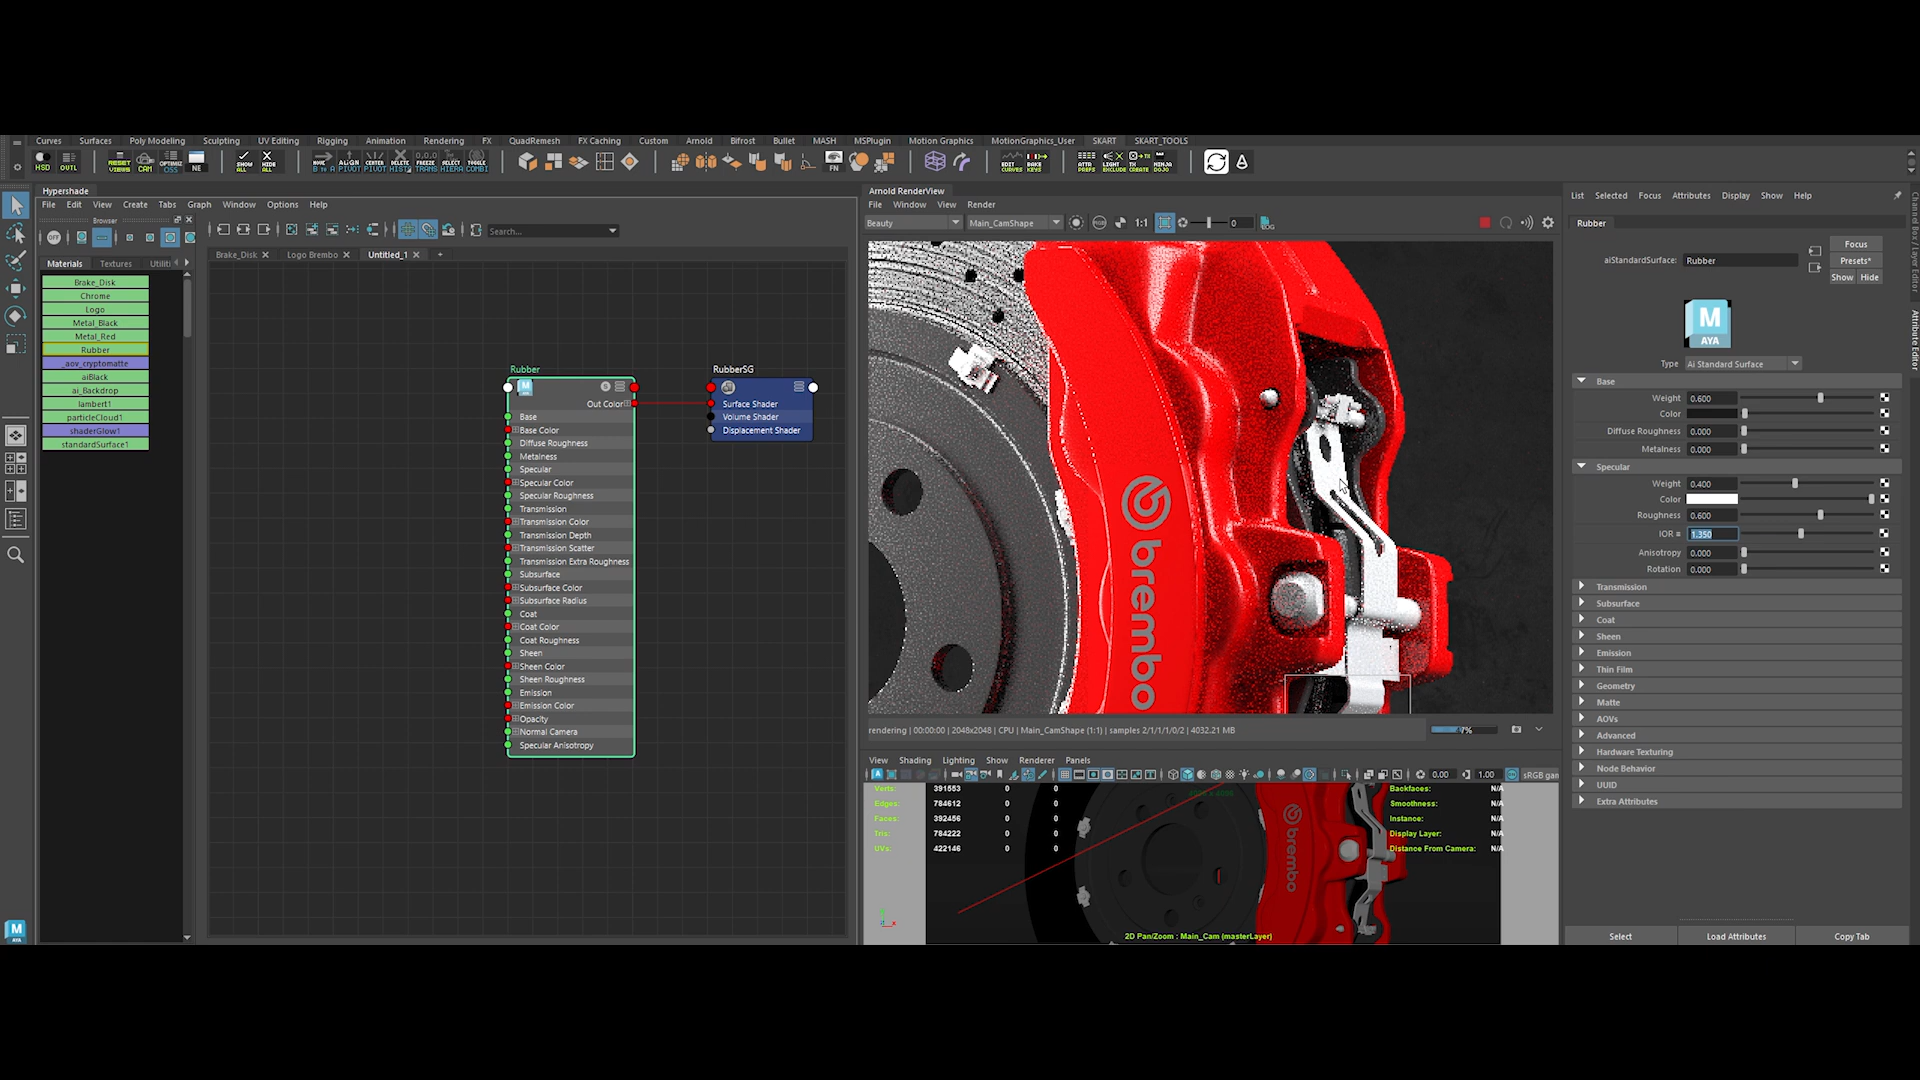 Curves Surfaces Poly Modeling Sculpting UV Editing Rigging Animation Rendering FX QuadRemesh FX Caching Custom Arnold Bifrost Bullet MASH MSPlugin Motion Graphics MotionGraphics_User SKART SKART_TOOLS
Hypershade
File Edit View Create Tabs Graph Window Options Help
Browser
OFF
Search...
Materials Textures Utiliti
Brake_Disk Logo Brembo Untitled_1 +
Brake_Disk
Chrome
Logo
Metal_Black
Metal_Red
Rubber
_aov_cryptomatte
aiBlack
ai_Backdrop
lambert1
particleCloud1
shaderGlow1
standardSurface1
Rubber
Out Color
Base
Base Color
Diffuse Roughness
Metalness
Specular
Specular Color
Specular Roughness
Transmission
Transmission Color
Transmission Depth
Transmission Scatter
Transmission Extra Roughness
Subsurface
Subsurface Color
Subsurface Radius
Coat
Coat Color
Coat Roughness
Sheen
Sheen Color
Sheen Roughness
Emission
Emission Color
Opacity
Normal Camera
Specular Anisotropy
RubberSG
Surface Shader
Volume Shader
Displacement Shader
Arnold RenderView
File Window View Render
Beauty Main_CamShape 1:1 0
brembo
rendering | 00:00:00 | 2048x2048 | CPU | Main_CamShape (1:1) | samples 2/1/1/1/0/2 | 4032.21 MB
View Shading Lighting Show Renderer Panels
0.00 1.00 sRGB gam
Verts: 391553 0 0
Edges: 784612 0 0
Faces: 392456 0 0
Tris: 784222 0 0
UVs: 422146 0 0
Backfaces: N/A
Smoothness: N/A
Instance: N/A
Display Layer: N/A
Distance From Camera: N/A
brembo
2D Pan/Zoom : Main_Cam (masterLayer)
List Selected Focus Attributes Display Show Help
Rubber
aiStandardSurface: Rubber
Focus
Presets*
Show Hide
M
AYA
Type Ai Standard Surface
Base
Weight 0.600
Color
Diffuse Roughness 0.000
Metalness 0.000
Specular
Weight 0.400
Color
Roughness 0.600
IOR = 1.350
Anisotropy 0.000
Rotation 0.000
Transmission
Subsurface
Coat
Sheen
Emission
Thin Film
Geometry
Matte
AOVs
Advanced
Hardware Texturing
Node Behavior
UUID
Extra Attributes
Select Load Attributes Copy Tab
Channel Box / Layer Editor
Attribute Editor
M
AYA